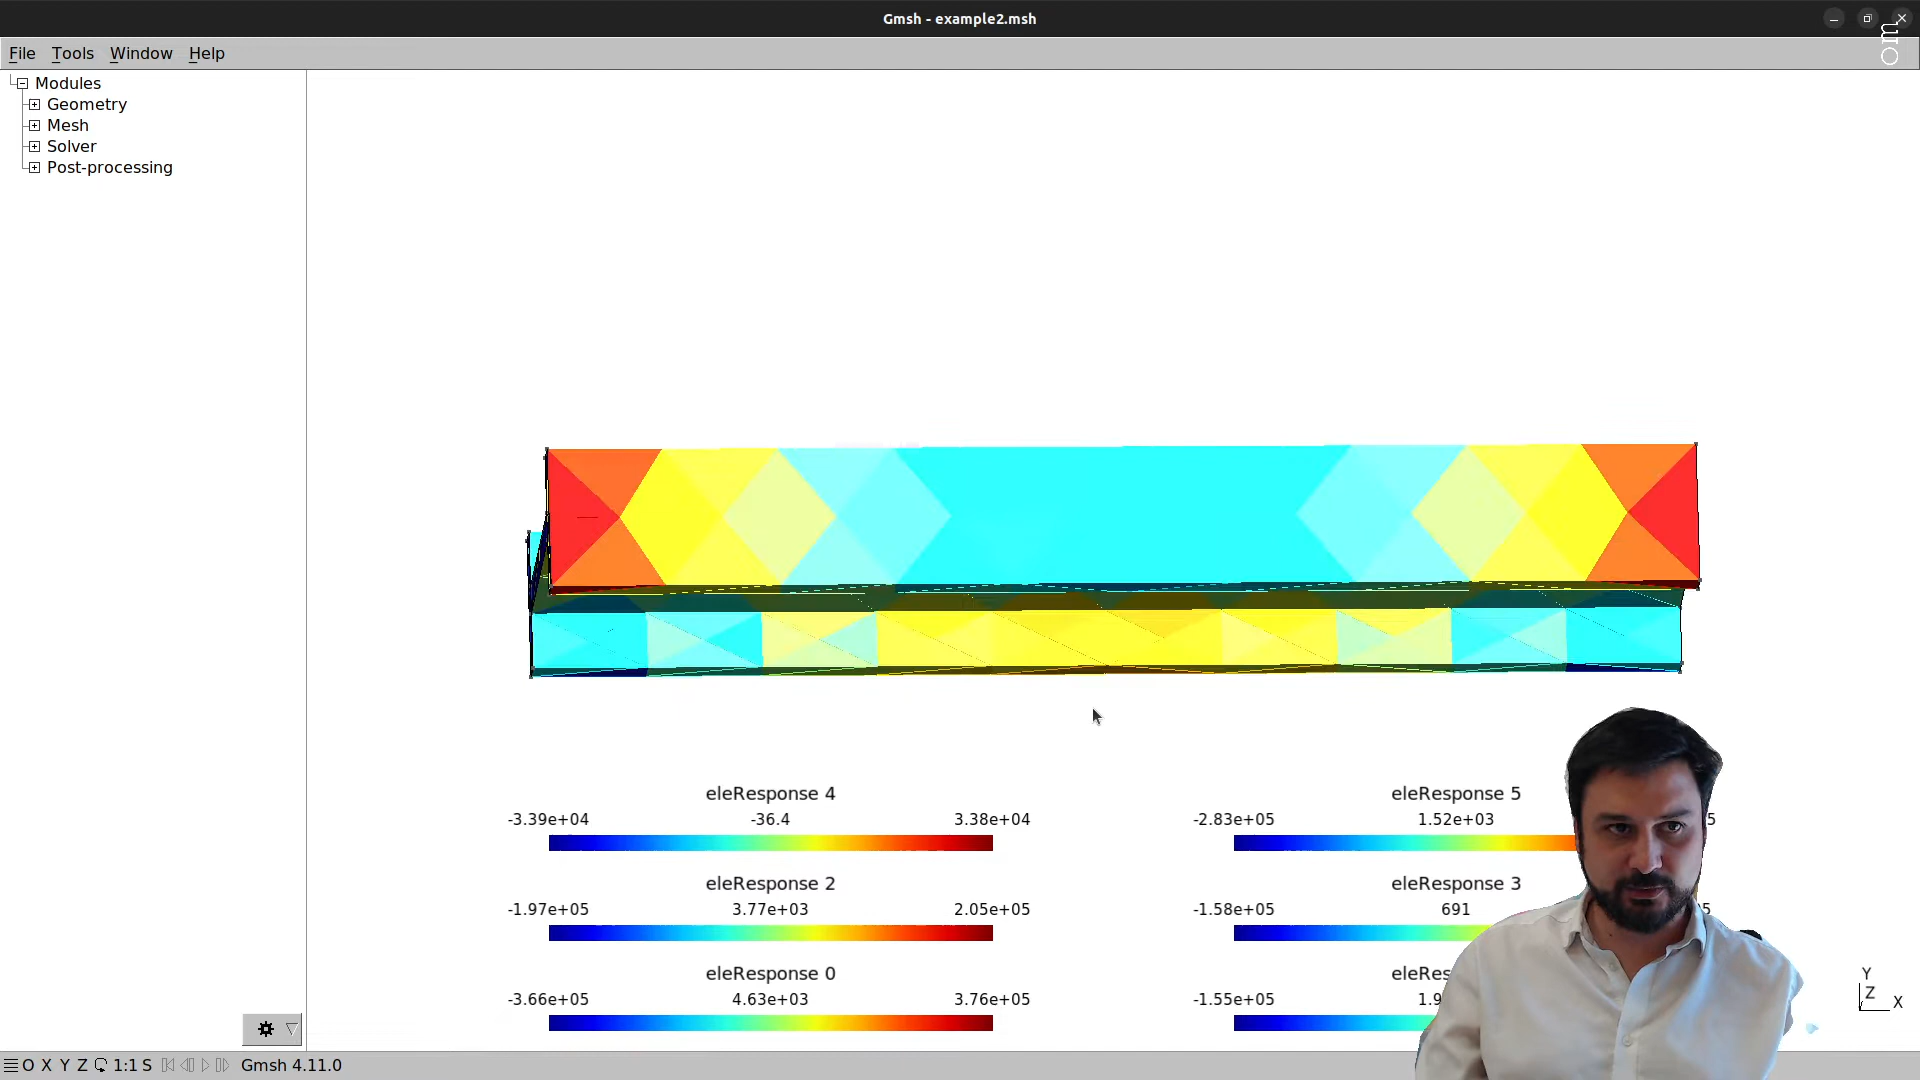 Gmsh - example2.msh
File Tools Window Help
Modules
Geometry
Mesh
Solver
Post-processing
eleResponse 4
-3.39e+04 -36.4 3.38e+04
eleResponse 5
-2.83e+05 1.52e+03
eleResponse 2
-1.97e+05 3.77e+03 2.05e+05
eleResponse 3
-1.58e+05 691
eleResponse 0
-3.66e+05 4.63e+03 3.76e+05
-1.55e+05
Y
Z
X
O X Y Z 1:1 S Gmsh 4.11.0